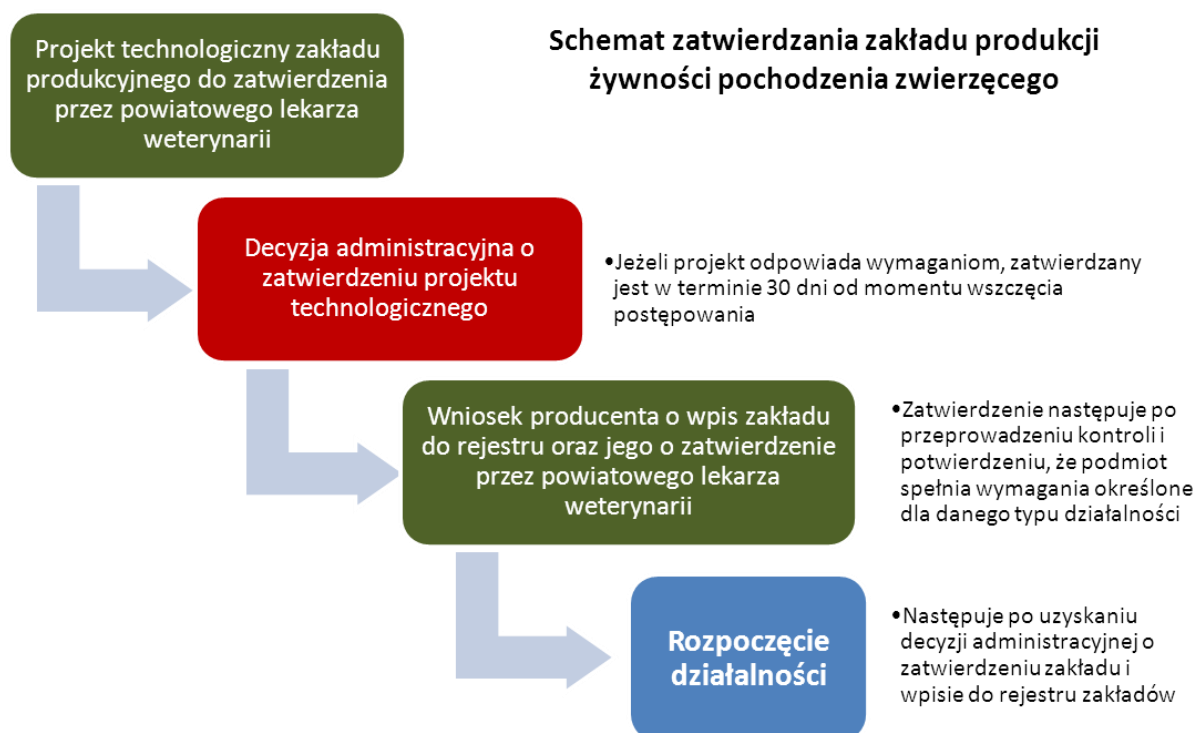 Schemat zatwierdzania zakładu produkcji
żywności pochodzenia zwierzęcego
Projekt technologiczny zakładu
produkcyjnego do zatwierdzenia
przez powiatowego lekarza
weterynarii
Decyzja administracyjna o
zatwierdzeniu projektu
technologicznego
•Jeżeli projekt odpowiada wymaganiom, zatwierdzany
jest w terminie 30 dni od momentu wszczęcia
postępowania
Wniosek producenta o wpis zakładu
do rejestru oraz jego o zatwierdzenie
przez powiatowego lekarza
weterynarii
•Zatwierdzenie następuje po
przeprowadzeniu kontroli i
potwierdzeniu, że podmiot
spełnia wymagania określone
dla danego typu działalności
Rozpoczęcie
działalności
•Następuje po uzyskaniu
decyzji administracyjnej o
zatwierdzeniu zakładu i
wpisie do rejestru zakładów